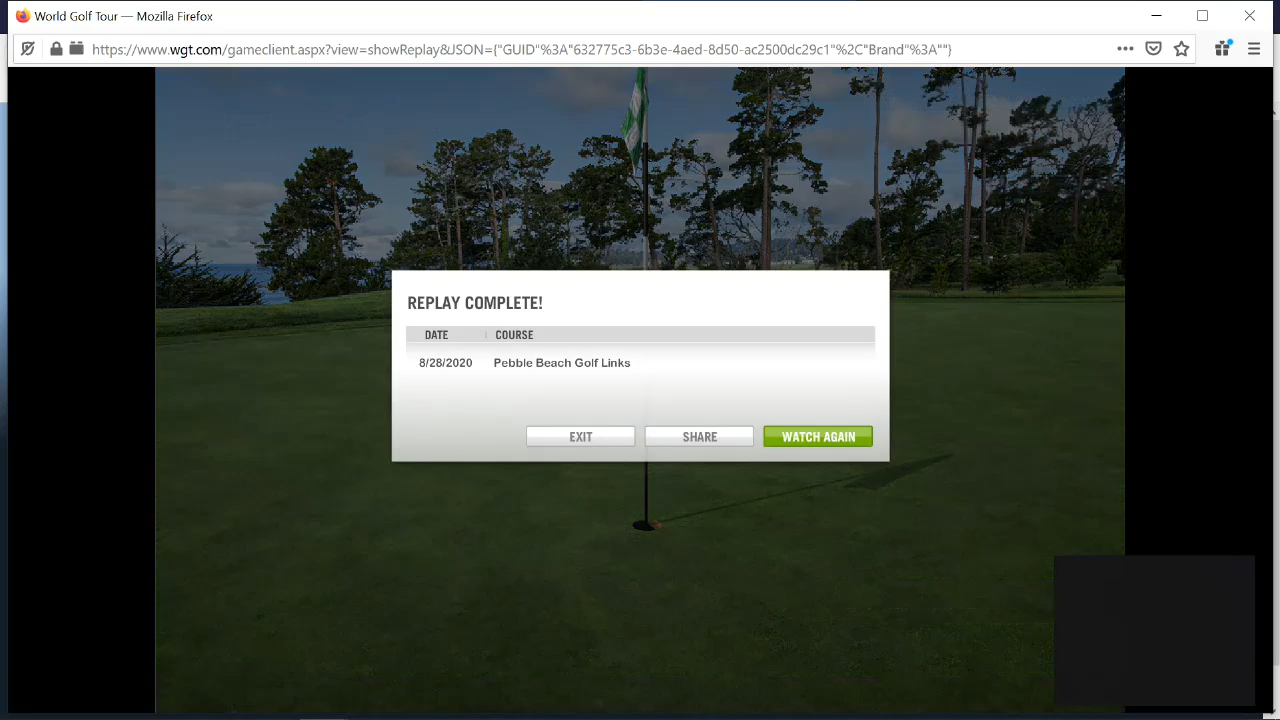 World Golf Tour — Mozilla Firefox
https://www.wgt.com/gameclient.aspx?view=showReplay&JSON={"GUID"%3A"632775c3-6b3e-4aed-8d50-ac2500dc29c1"%2C"Brand"%3A""}
REPLAY COMPLETE!
DATE COURSE
8/28/2020 Pebble Beach Golf Links
EXIT SHARE WATCH AGAIN